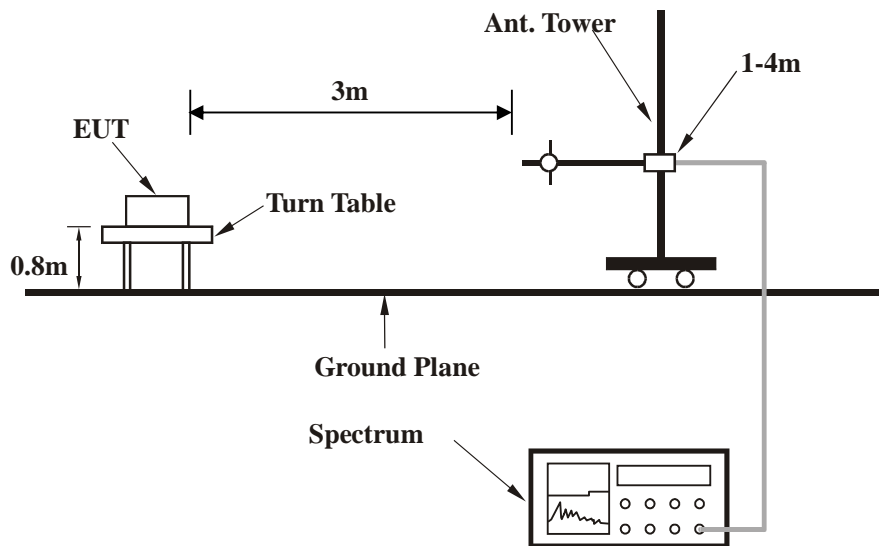 Ant. Tower
1-4m
3m
EUT
Turn Table
0.8m
Ground Plane
Spectrum